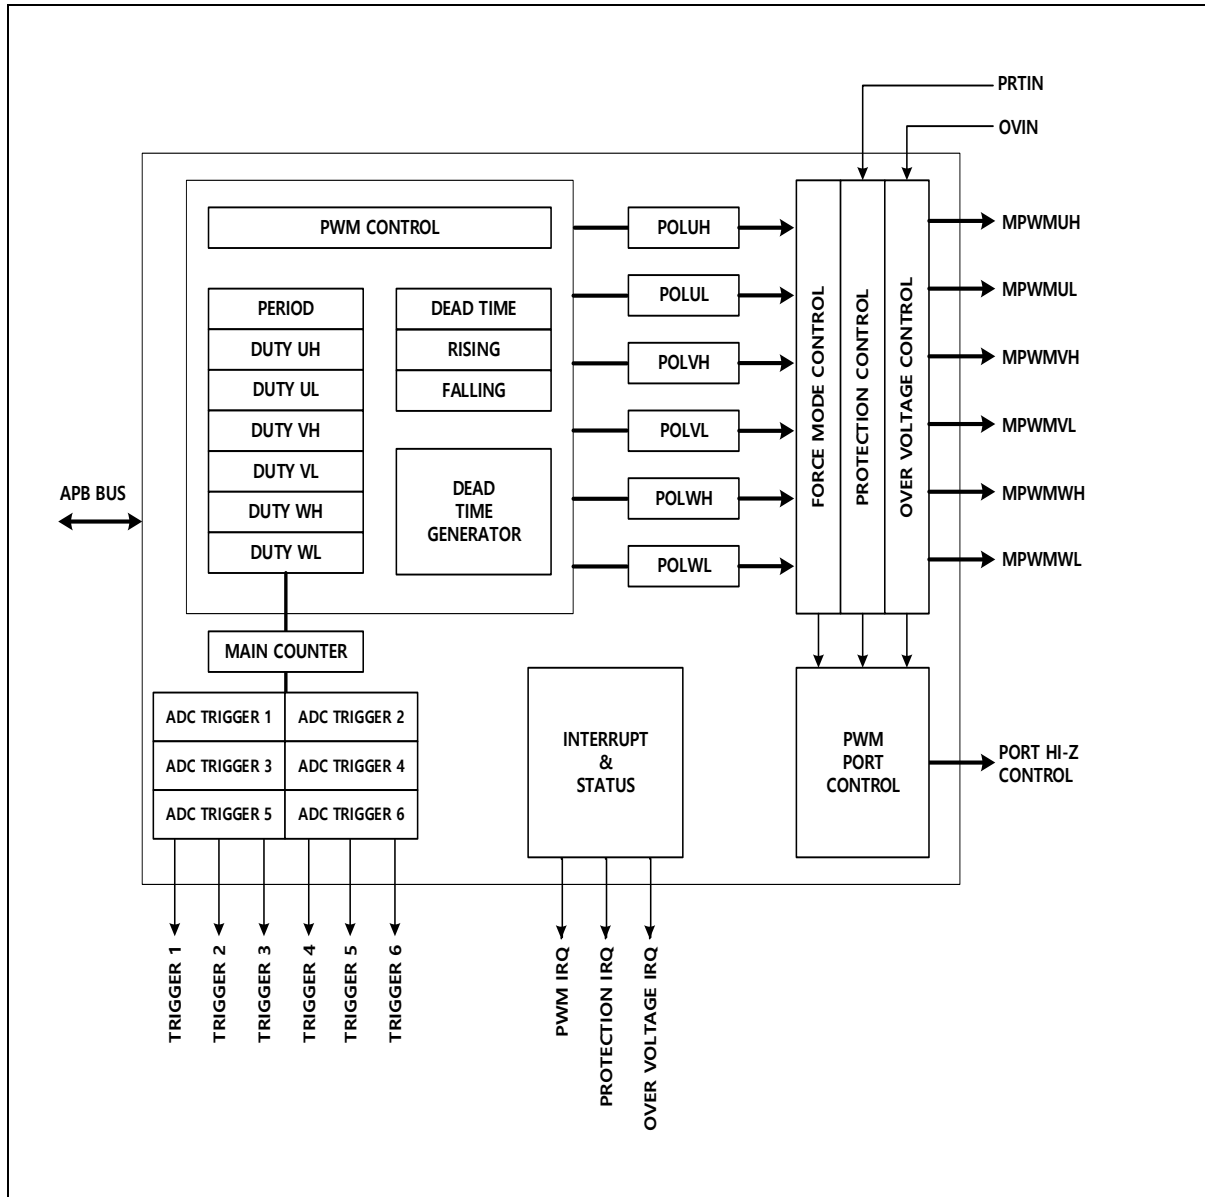 PRTIN
OVIN
PWM CONTROL
PERIOD
DUTY UH
DUTY UL
DUTY VH
DUTY VL
DUTY WH
DUTY WL
DEAD TIME
RISING
FALLING
DEAD
TIME
GENERATOR
POLUH
POLUL
POLVH
POLVL
POLWH
POLWL
FORCE MODE CONTROL
PROTECTION CONTROL
OVER VOLTAGE CONTROL
MPWMUH
MPWMUL
MPWMVH
MPWMVL
MPWMWH
MPWMWL
APB BUS
MAIN COUNTER
ADC TRIGGER 1
ADC TRIGGER 2
ADC TRIGGER 3
ADC TRIGGER 4
ADC TRIGGER 5
ADC TRIGGER 6
INTERRUPT
&
STATUS
PWM
PORT
CONTROL
PORT HI-Z
CONTROL
TRIGGER 1
TRIGGER 2
TRIGGER 3
TRIGGER 4
TRIGGER 5
TRIGGER 6
PWM IRQ
PROTECTION IRQ
OVER VOLTAGE IRQ